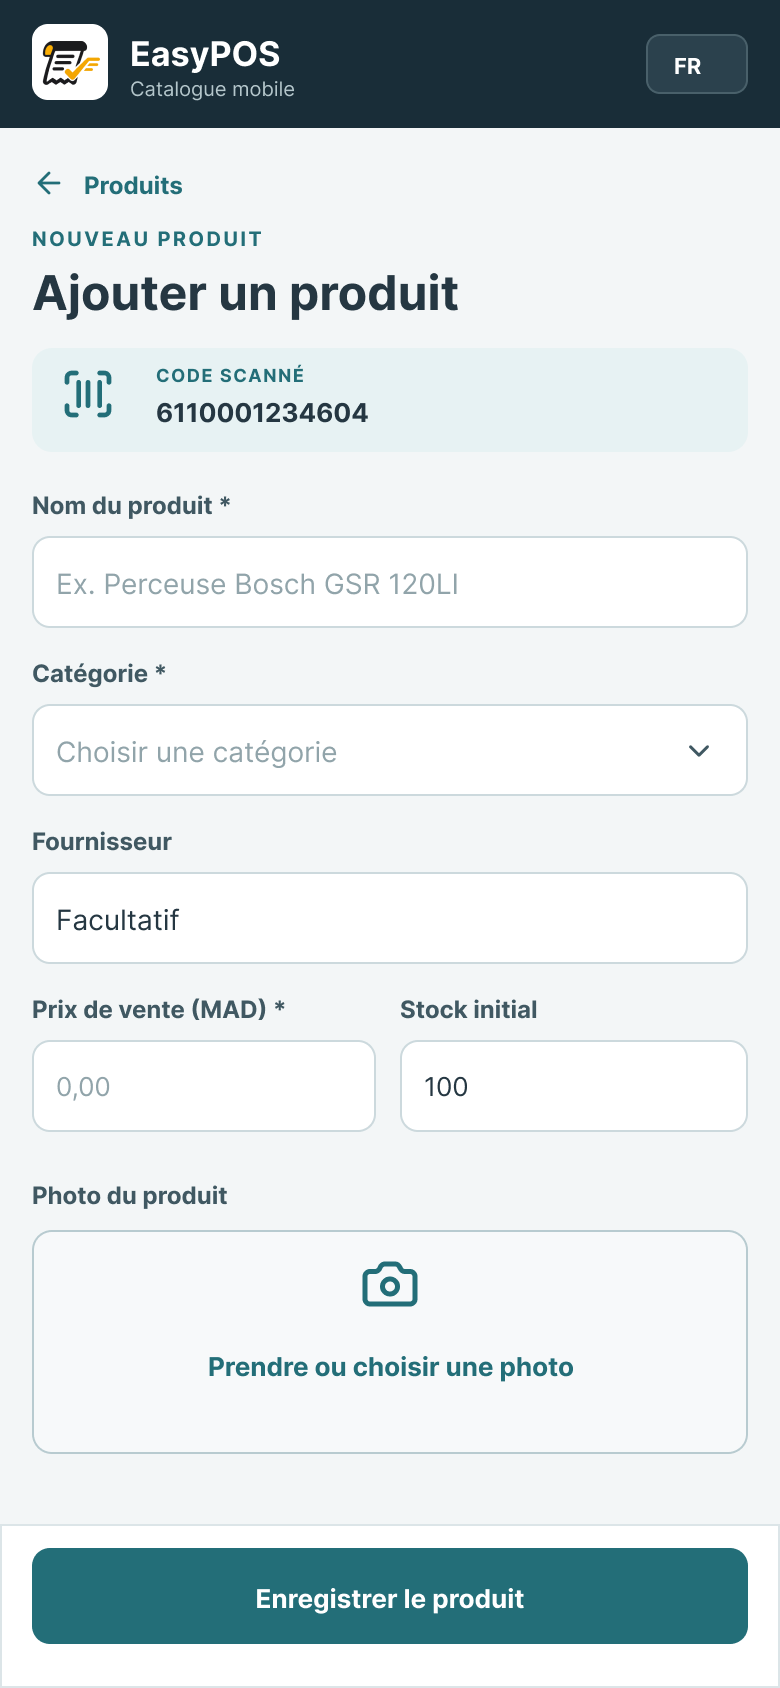 EasyPOS
Catalogue mobile
FR
Produits
NOUVEAU PRODUIT
Ajouter un produit
CODE SCANNÉ
6110001234604
Nom du produit *
Ex. Perceuse Bosch GSR 120LI
Catégorie *
Choisir une catégorie
Fournisseur
Facultatif
Prix de vente (MAD) *
Stock initial
0,00
100
Photo du produit
Prendre ou choisir une photo
Enregistrer le produit